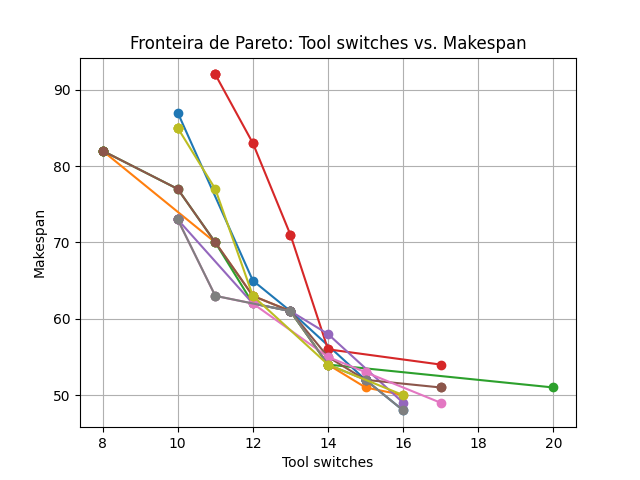 Fronteira de Pareto: Tool switches vs. Makespan
90
80
70
60
50
Makespan
8 10 12 14 16 18 20
Tool switches